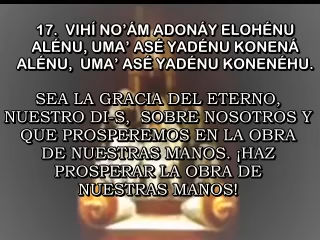 17. VIHÍ NO'ÁM ADONÁY ELOHÉNU
ALÉNU, UMA' ASÉ YADÉNU KONENÁ
ALÉNU, UMA' ASÉ YADÉNU KONENÉHU.
SEA LA GRACIA DEL ETERNO,
NUESTRO DI-S, SOBRE NOSOTROS Y
QUE PROSPEREMOS EN LA OBRA
DE NUESTRAS MANOS. ¡HAZ
PROSPERAR LA OBRA DE
NUESTRAS MANOS!